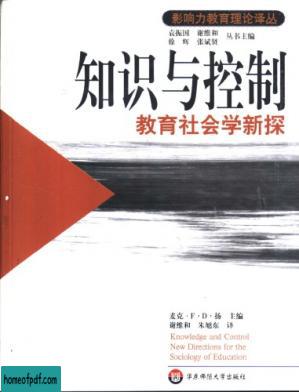 影响力教育理论译丛
袁振国 谢维和
徐辉 张斌贤
丛书主编
知识与控制
教育社会学新探
麦克·F·D·扬 主编
谢维和 朱旭东 译
Knowledge and Control
New Directions for the
Sociology of Education
华东师范大学出版社
homeofpdf.com
homeofpdf.com